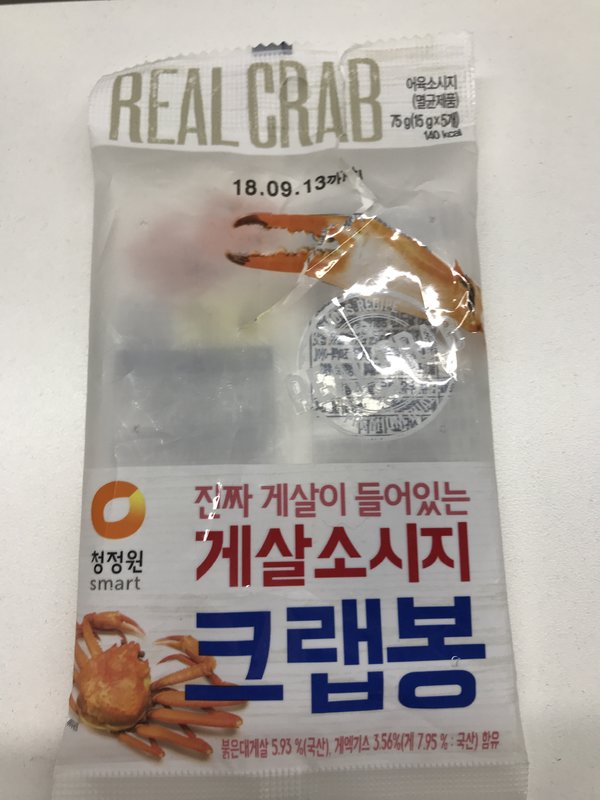 REAL CRAB
어육소시지
(멸균제품)
75 g(15 g x 5개)
140 kcal
18.09.13까지
RECIPE
진짜 게살이 들어있는
게살소시지
크랩봉
청정원
smart
붉은대게살 5.93 %(국산), 게엑기스 3.56%(게 7.95 % : 국산) 함유